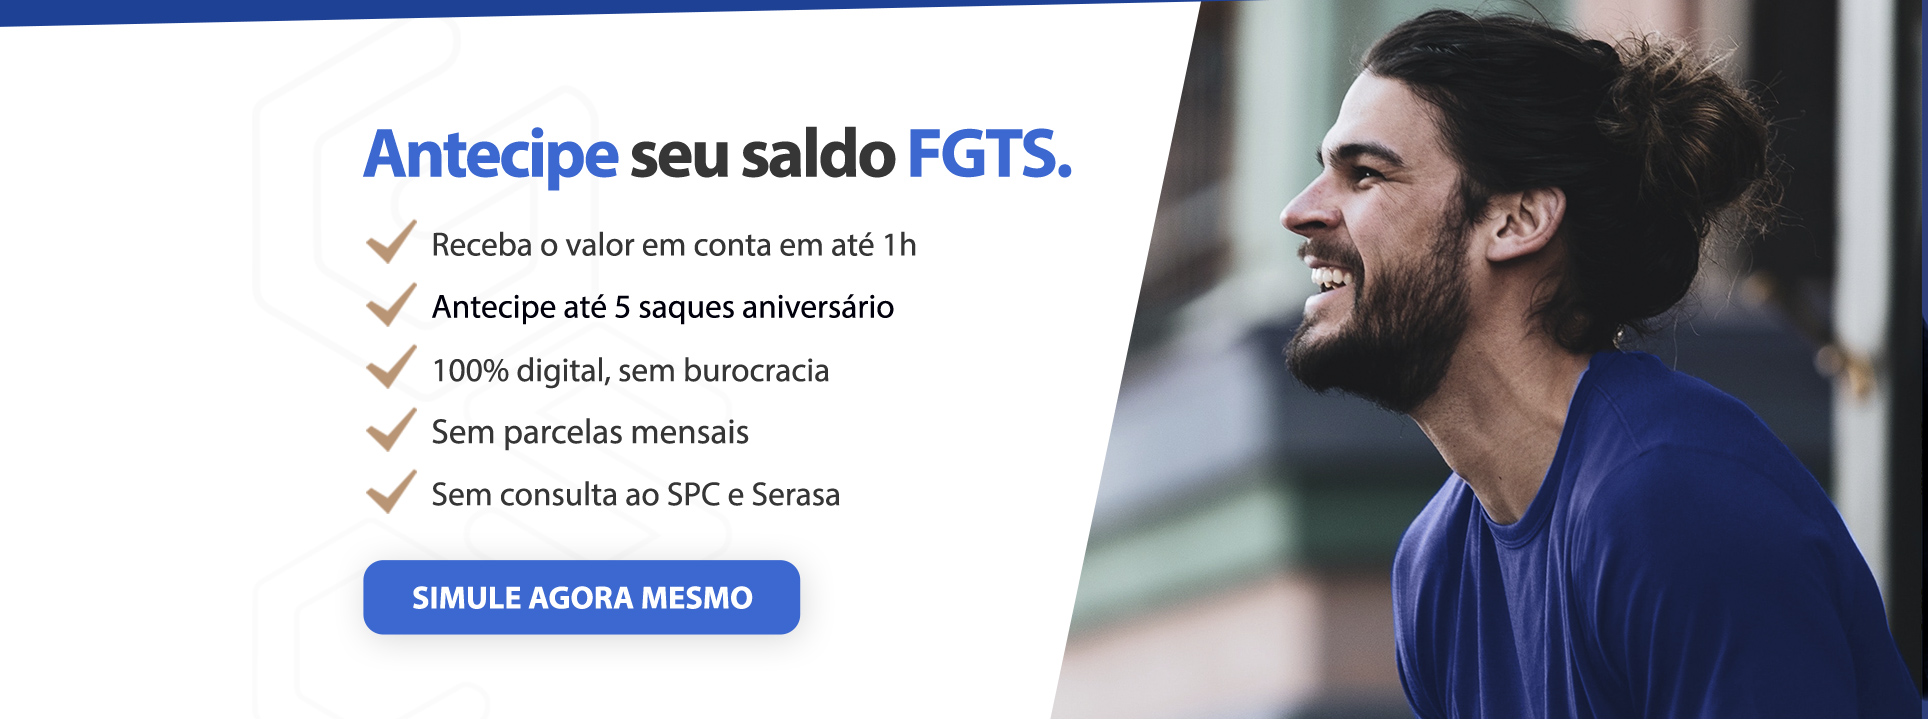 Antecipe seu saldo FGTS.
Receba o valor em conta em até 1h
Antecipe até 5 saques aniversário
100% digital, sem burocracia
Sem parcelas mensais
Sem consulta ao SPC e Serasa
SIMULE AGORA MESMO